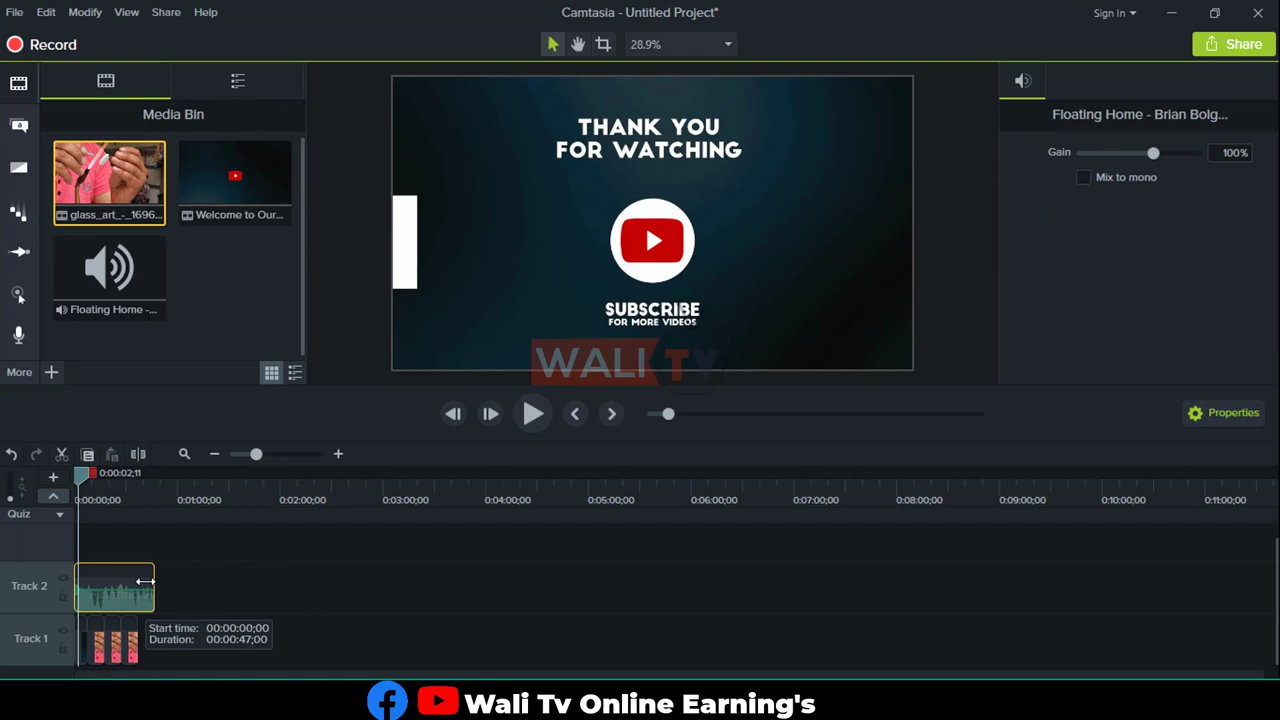 File Edit Modify View Share Help
Camtasia - Untitled Project*
Sign In
Record
28.9%
Share
Media Bin
glass_art_-_1696...
Welcome to Our...
Floating Home -...
More
THANK YOU
FOR WATCHING
SUBSCRIBE
FOR MORE VIDEOS
WALI TV
Floating Home - Brian Bolg...
Gain
100%
Mix to mono
Properties
0:00:02;11
0:00:00;00 0:01:00;00 0:02:00;00 0:03:00;00 0:04:00;00 0:05:00;00 0:06:00;00 0:07:00;00 0:08:00;00 0:09:00;00 0:10:00;00 0:11:00;00
Quiz
Track 2
Track 1
Start time: 00:00:00;00
Duration: 00:00:47;00
Wali Tv Online Earning's